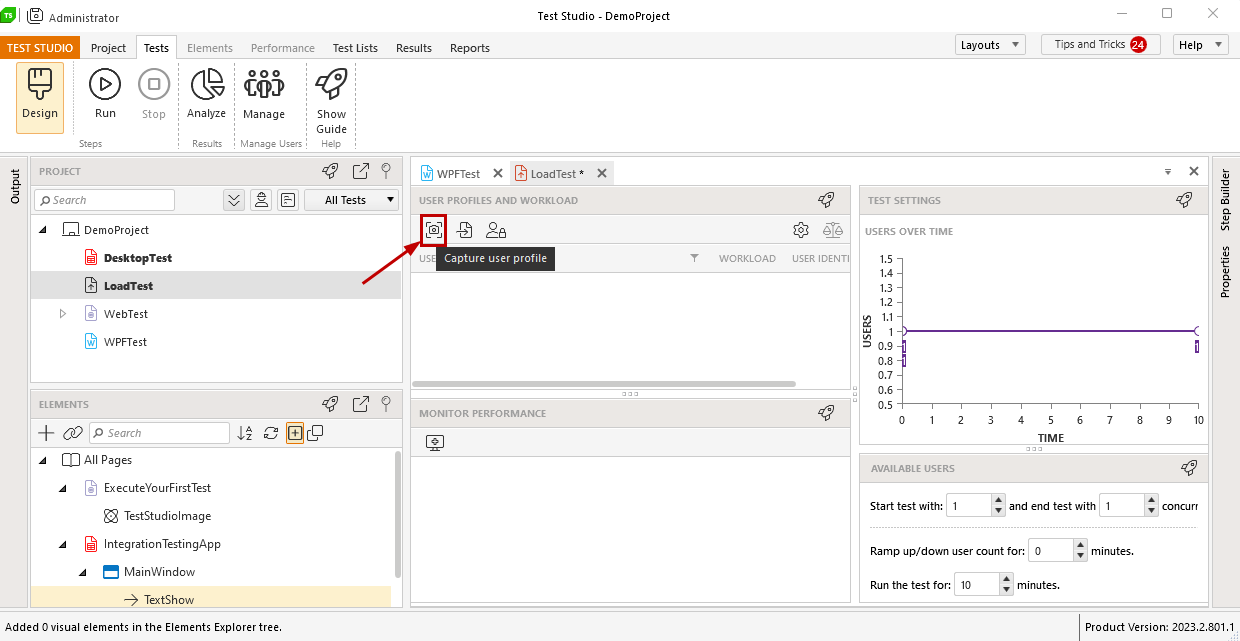 TS Administrator
Test Studio - DemoProject
TEST STUDIO Project Tests Elements Performance Test Lists Results Reports
Layouts Tips and Tricks 24 Help
Design Run Stop Analyze Manage Show
Guide
Steps Results Manage Users Help
Output
PROJECT
Search All Tests
DemoProject
DesktopTest
LoadTest
WebTest
WPFTest
ELEMENTS
Search
All Pages
ExecuteYourFirstTest
TestStudioImage
IntegrationTestingApp
MainWindow
TextShow
WPFTest LoadTest *
USER PROFILES AND WORKLOAD
Capture user profile
USE WORKLOAD USER IDENTI
MONITOR PERFORMANCE
TEST SETTINGS
USERS OVER TIME
1.5
1.4
1.3
1.2
1.1
1
0.9
0.8
0.7
0.6
0.5
USERS
1
1
1
0 1 2 3 4 5 6 7 8 9 10
TIME
AVAILABLE USERS
Start test with: 1 and end test with 1 concurr
Ramp up/down user count for: 0 minutes.
Run the test for: 10 minutes.
Step Builder
Properties
Added 0 visual elements in the Elements Explorer tree.
Product Version: 2023.2.801.1